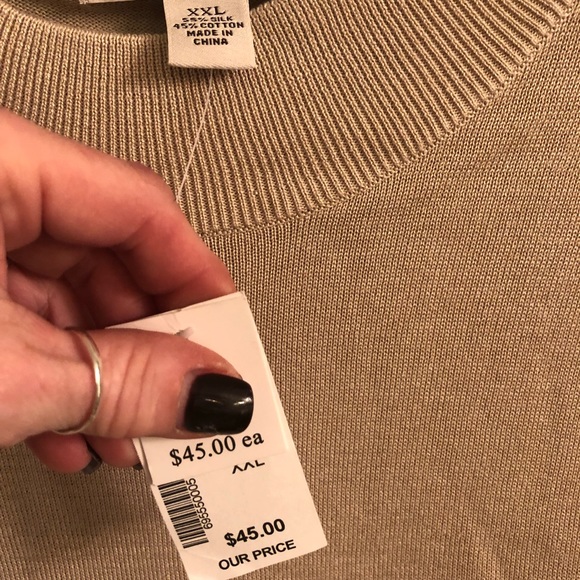 XXL
55% SILK
45% COTTON
MADE IN
CHINA
$45.00 ea
XXL
$45.00
OUR PRICE